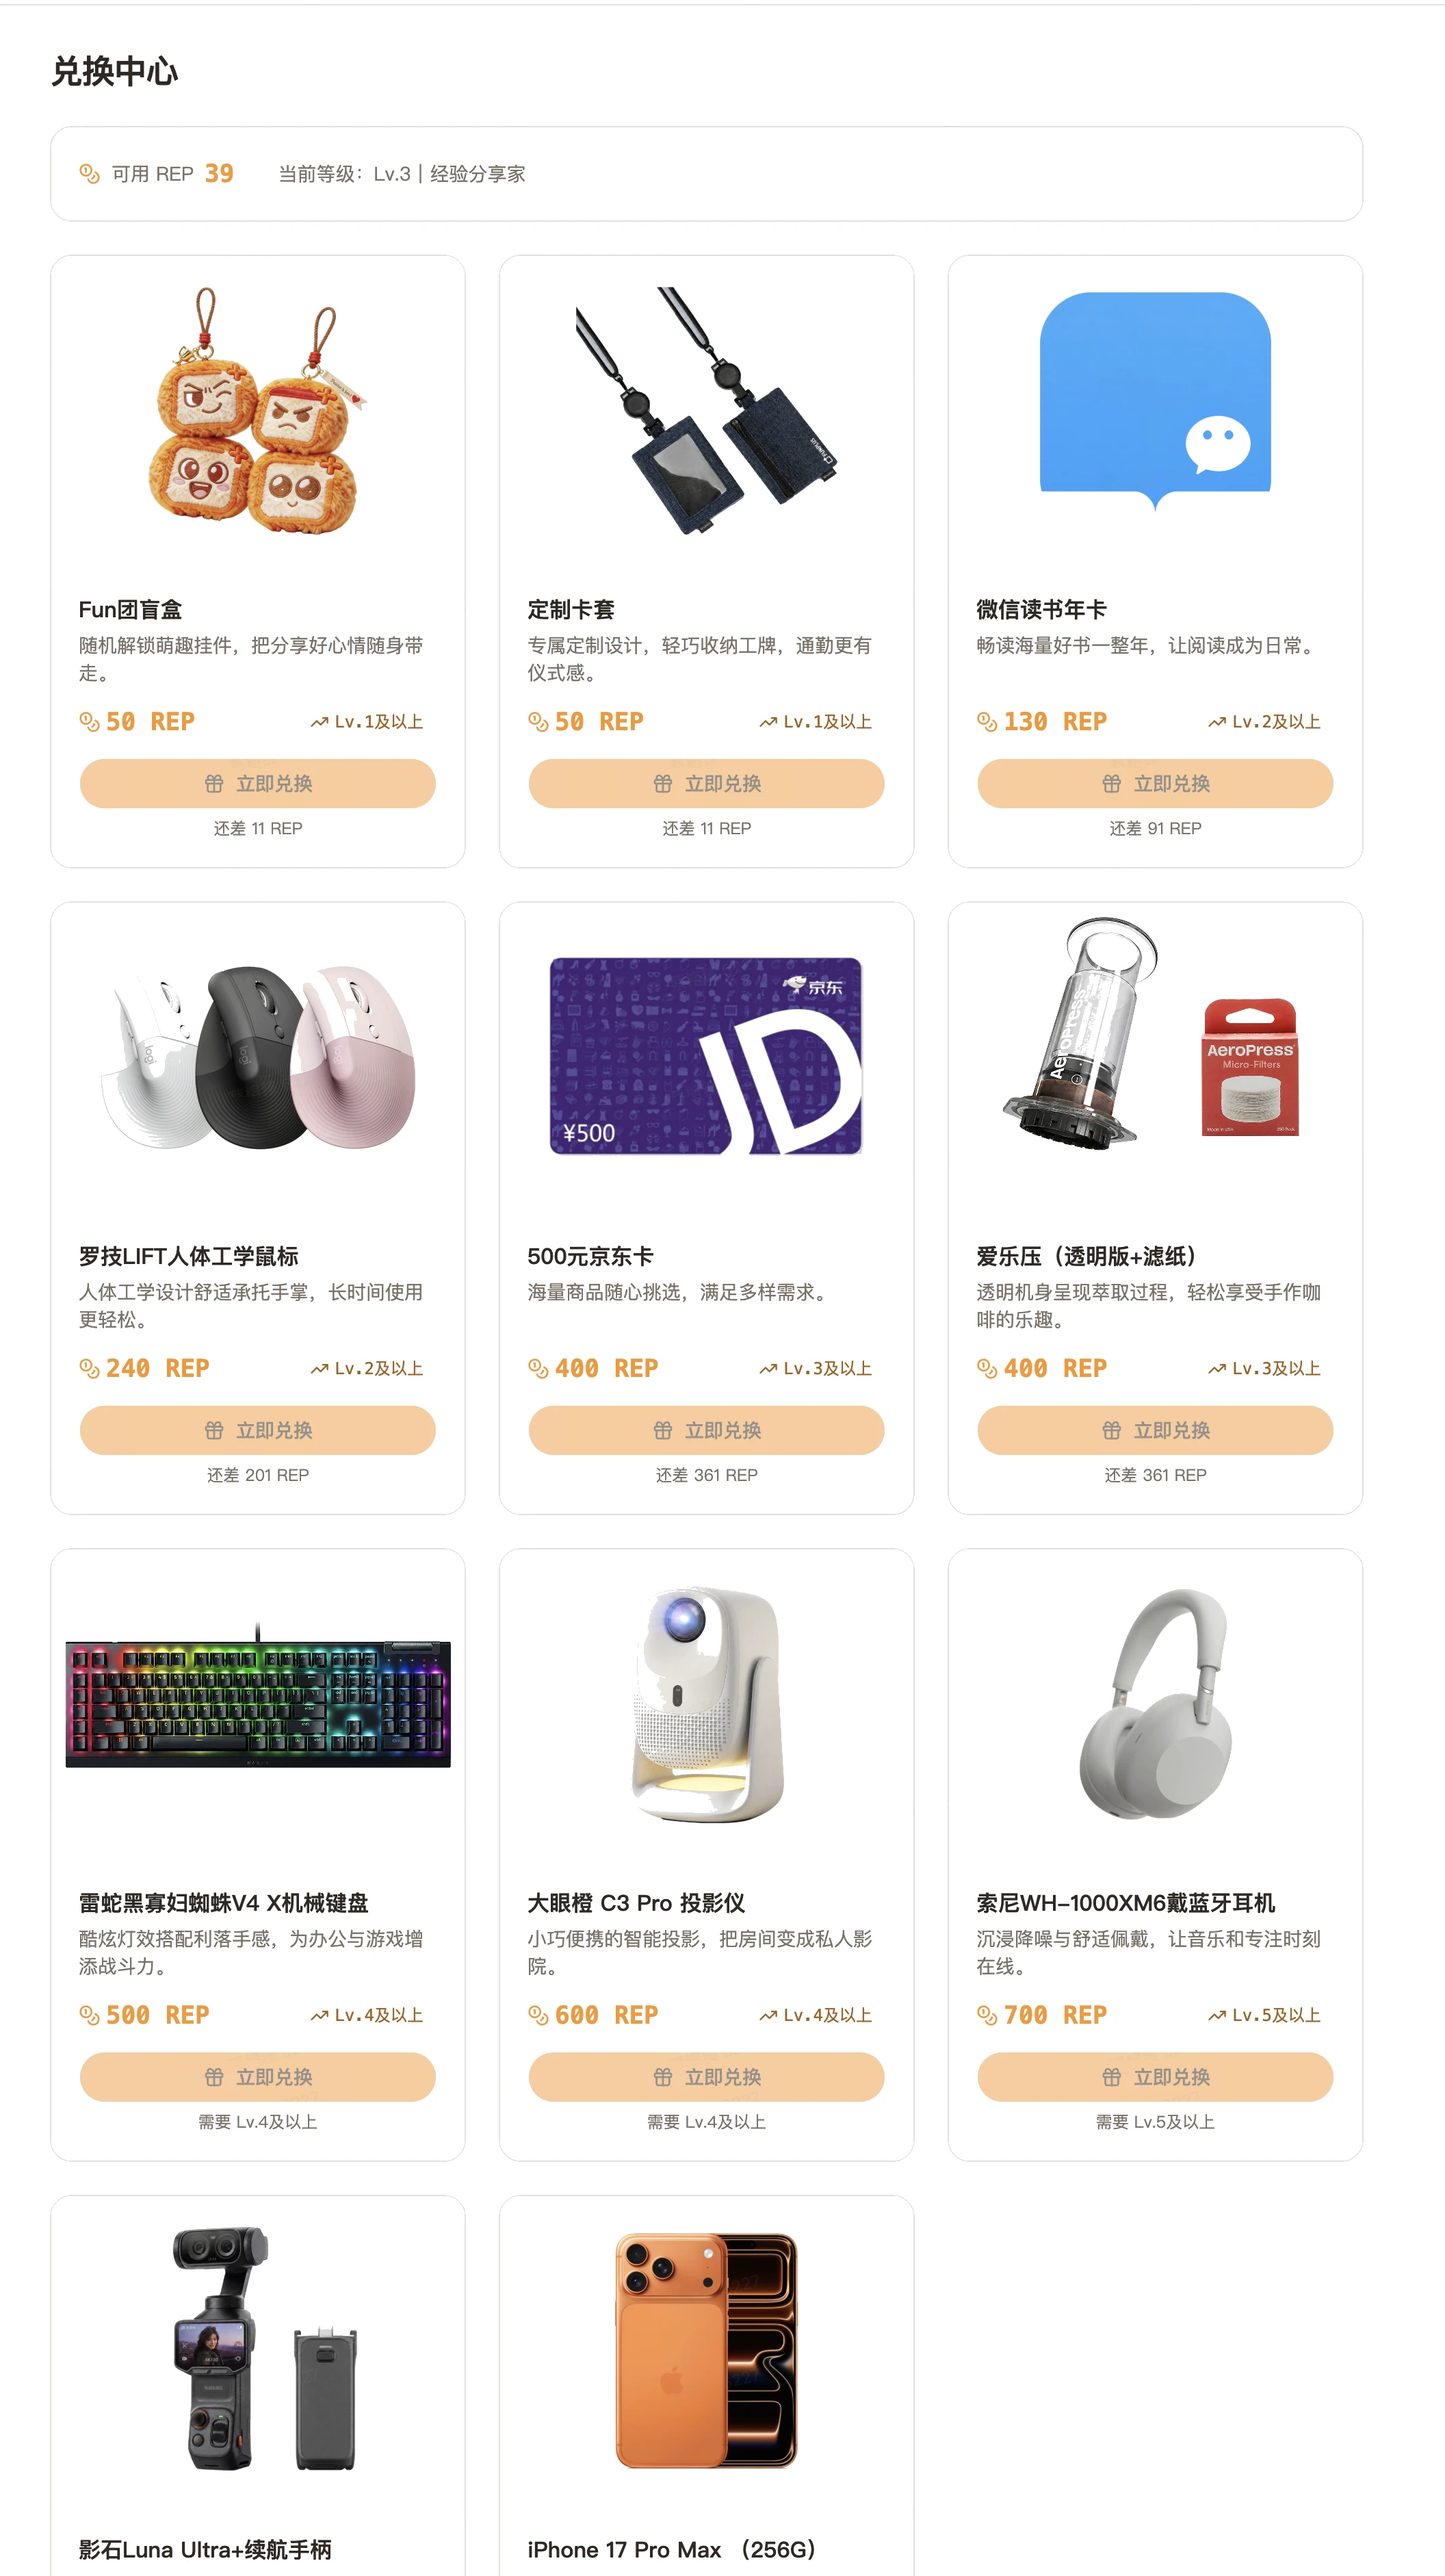 兑换中心
可用 REP 39 当前等级：Lv.3 | 经验分享家
Fun团盲盒
随机解锁萌趣挂件，把分享好心情随身带
走。
50 REP Lv.1及以上
立即兑换
还差 11 REP
定制卡套
专属定制设计，轻巧收纳工牌，通勤更有
仪式感。
50 REP Lv.1及以上
立即兑换
还差 11 REP
微信读书年卡
畅读海量好书一整年，让阅读成为日常。
130 REP Lv.2及以上
立即兑换
还差 91 REP
logi
logi
罗技LIFT人体工学鼠标
人体工学设计舒适承托手掌，长时间使用
更轻松。
240 REP Lv.2及以上
立即兑换
还差 201 REP
京东
JD
¥500
500元京东卡
海量商品随心挑选，满足多样需求。
400 REP Lv.3及以上
立即兑换
还差 361 REP
AeroPress
AeroPress
Micro-Filters
爱乐压（透明版+滤纸）
透明机身呈现萃取过程，轻松享受手作咖
啡的乐趣。
400 REP Lv.3及以上
立即兑换
还差 361 REP
雷蛇黑寡妇蜘蛛V4 X机械键盘
酷炫灯效搭配利落手感，为办公与游戏增
添战斗力。
500 REP Lv.4及以上
立即兑换
需要 Lv.4及以上
大眼橙 C3 Pro 投影仪
小巧便携的智能投影，把房间变成私人影
院。
600 REP Lv.4及以上
立即兑换
需要 Lv.4及以上
索尼WH-1000XM6戴蓝牙耳机
沉浸降噪与舒适佩戴，让音乐和专注时刻
在线。
700 REP Lv.5及以上
立即兑换
需要 Lv.5及以上
影石Luna Ultra+续航手柄
iPhone 17 Pro Max （256G）